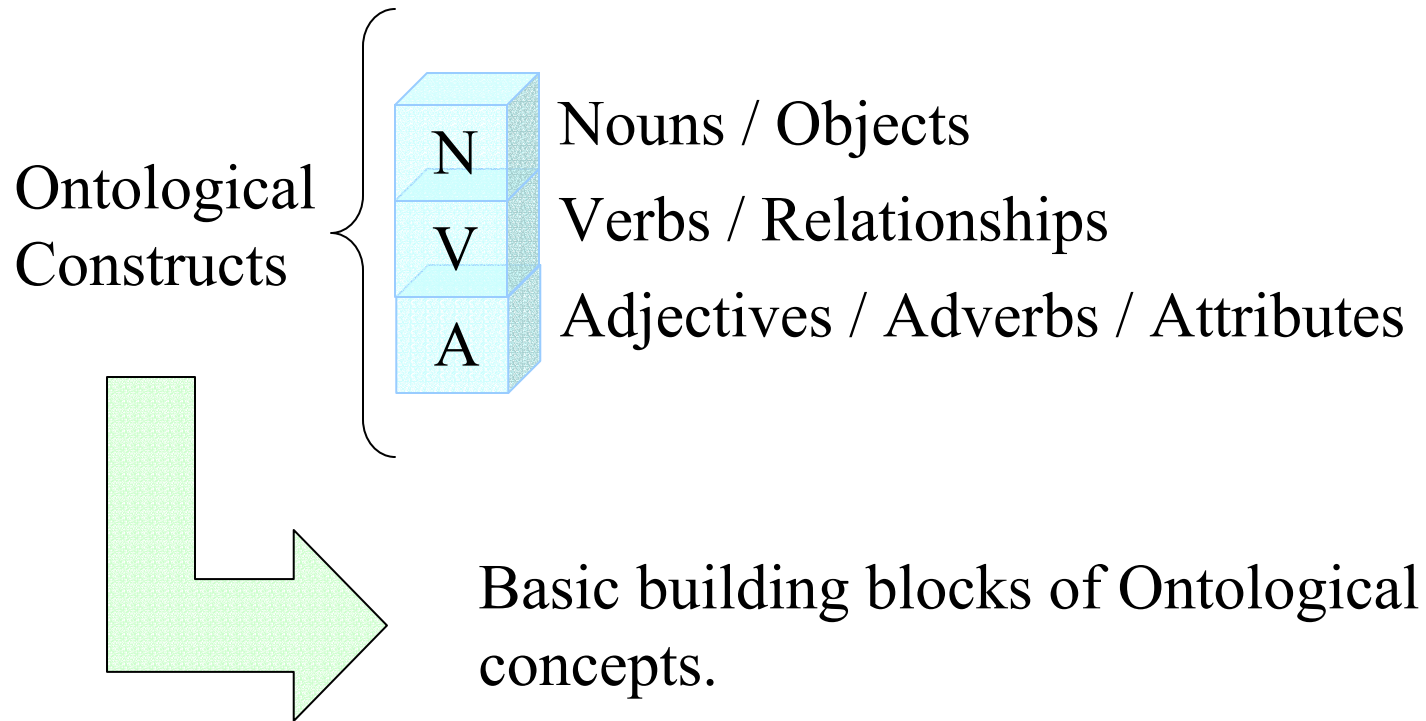 Ontological
Constructs
N
Nouns / Objects
V
Verbs / Relationships
A
Adjectives / Adverbs / Attributes
Basic building blocks of Ontological
concepts.